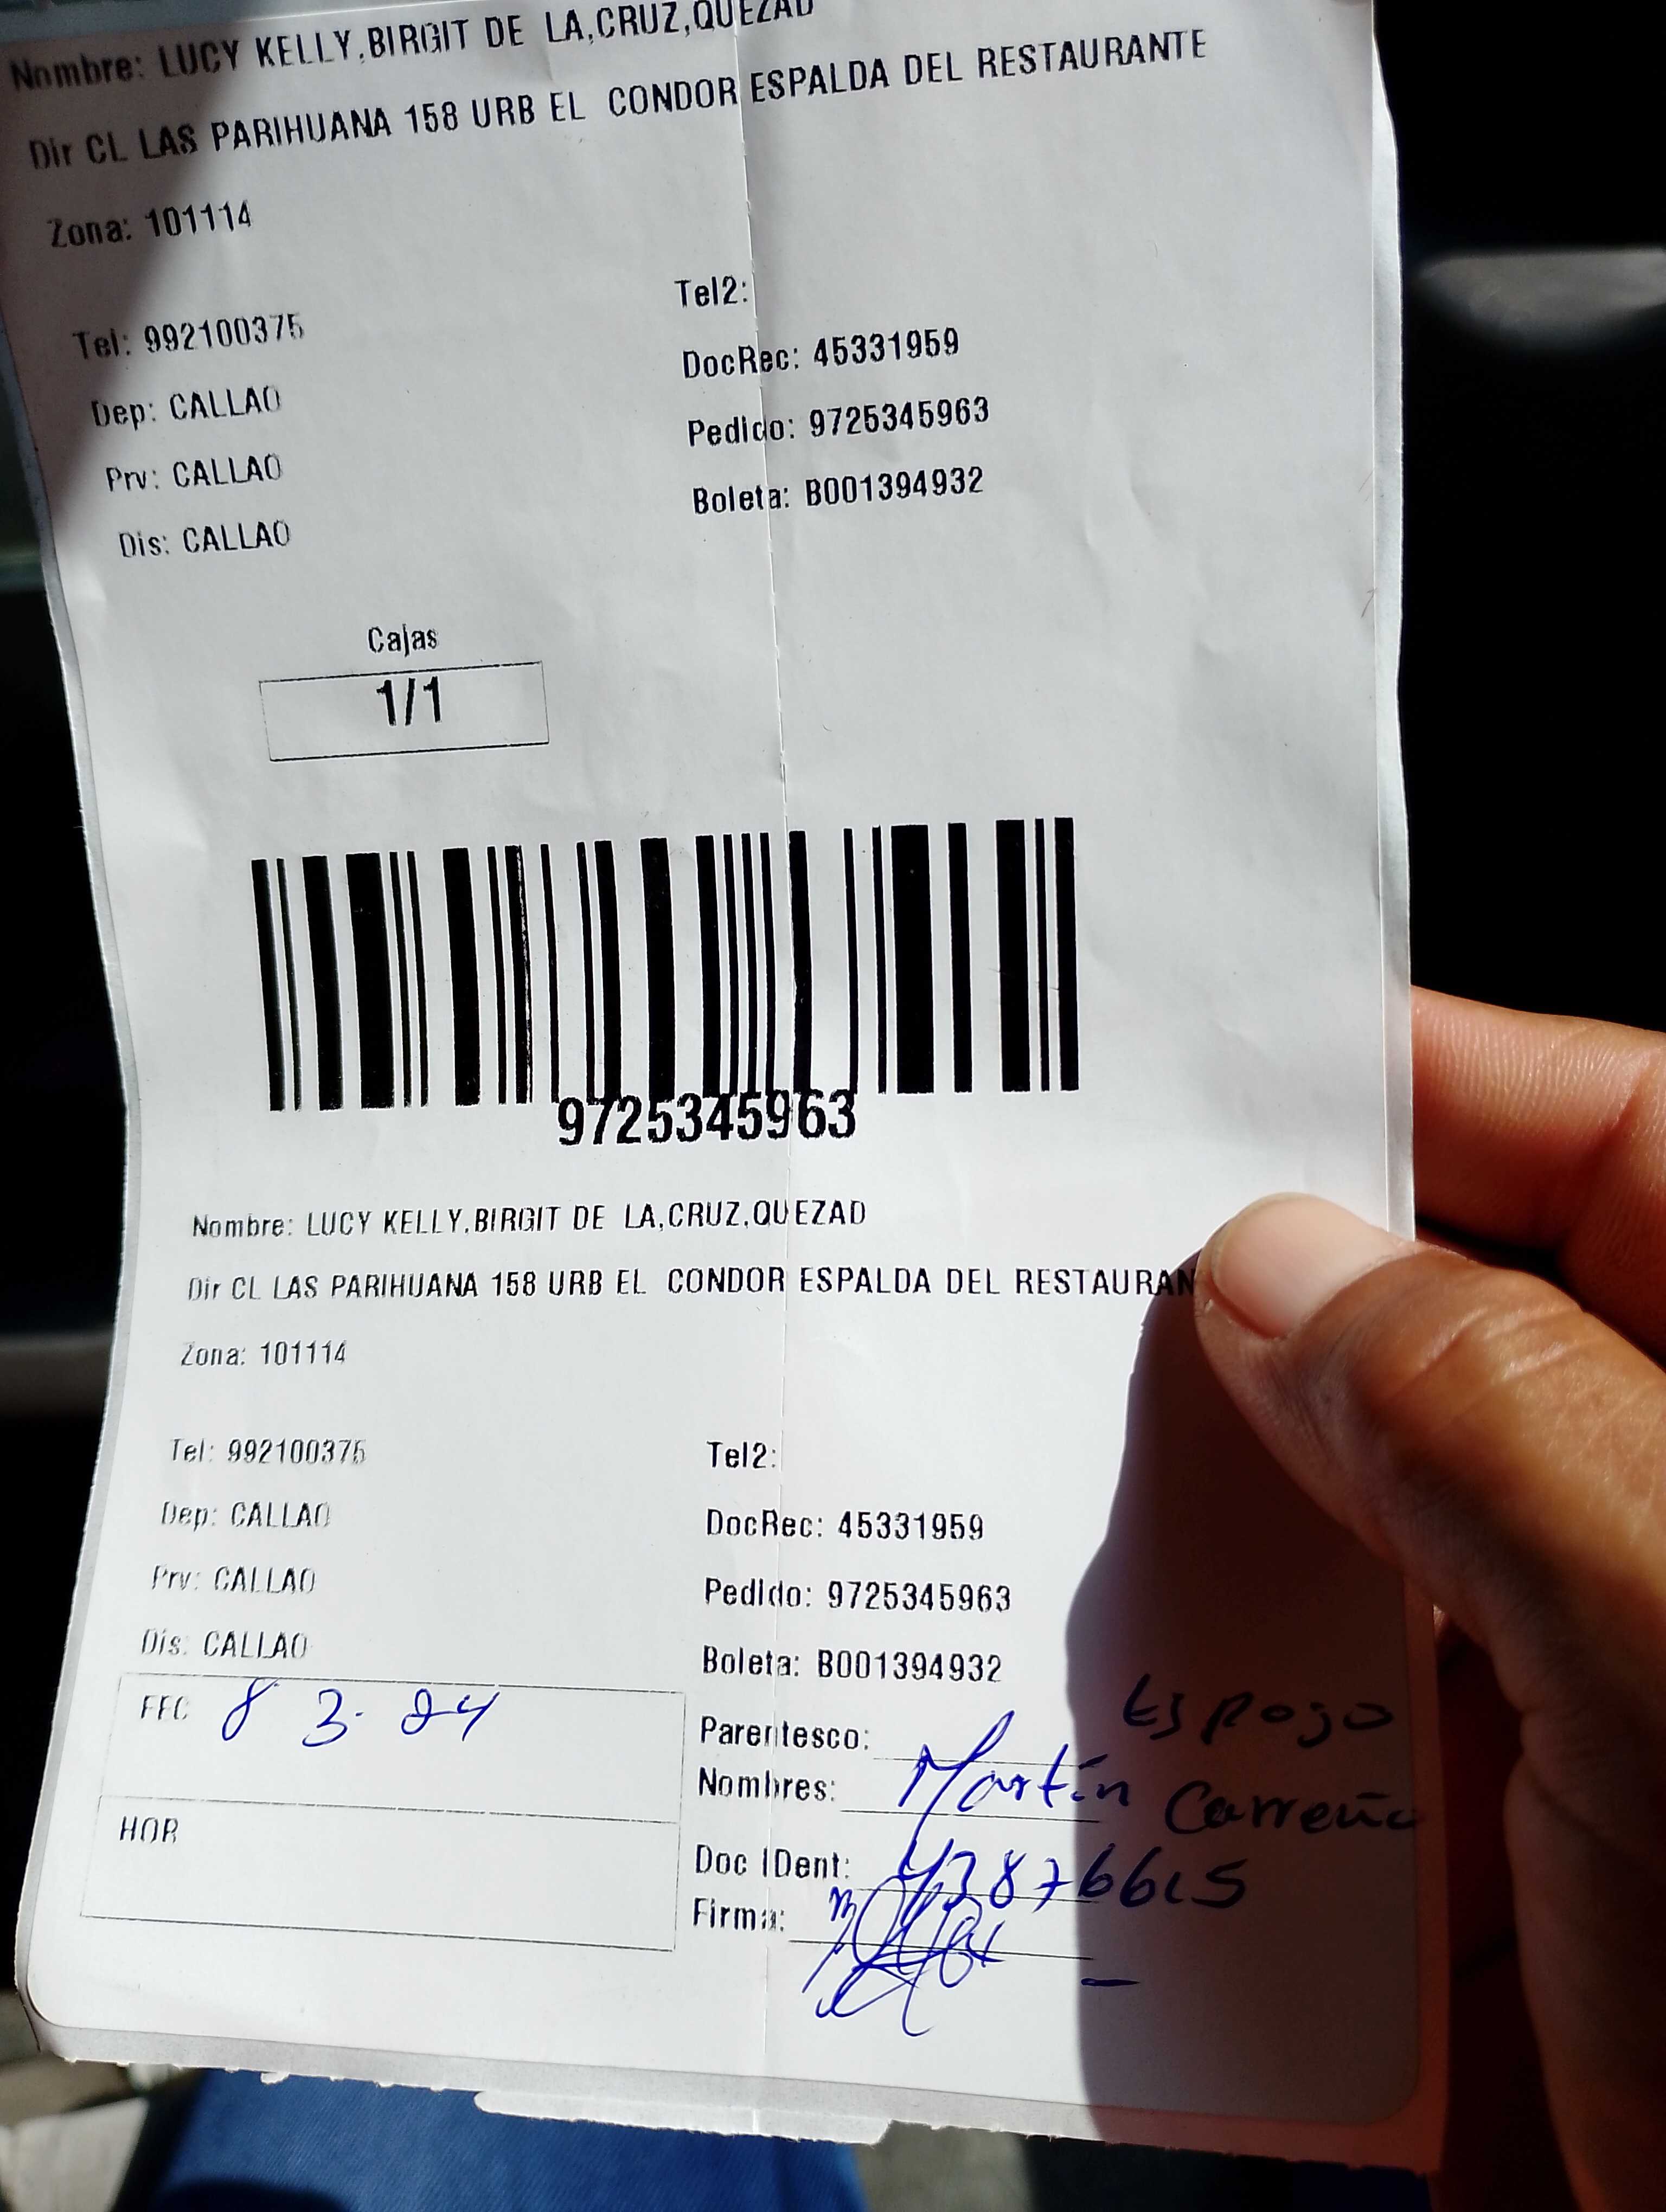 Nombre: LUCY KELLY,BIRGIT DE LA,CRUZ,QUEZAD
Dir CL LAS PARIHUANA 158 URB EL CONDOR ESPALDA DEL RESTAURANTE
Zona: 101114
Tel2:
Tel: 992100375
DocRec: 45331959
Dep: CALLAO
Pedido: 9725345963
Prv: CALLAO
Boleta: B001394932
Dis: CALLAO
Cajas
1/1
9725345963
Nombre: LUCY KELLY,BIRGIT DE LA,CRUZ,QUEZAD
Dir CL LAS PARIHUANA 158 URB EL CONDOR ESPALDA DEL RESTAURAN
Zona: 101114
Tel: 992100375 Tel2:
Dep: CALLAO DocRec: 45331959
Prv: CALLAO Pedido: 9725345963
Dis: CALLAO Boleta: B001394932
FEC 8 3. 24
Parentesco: Esposo
Nombres: Martín Carreño
HOR
Doc IDent:
Firma: